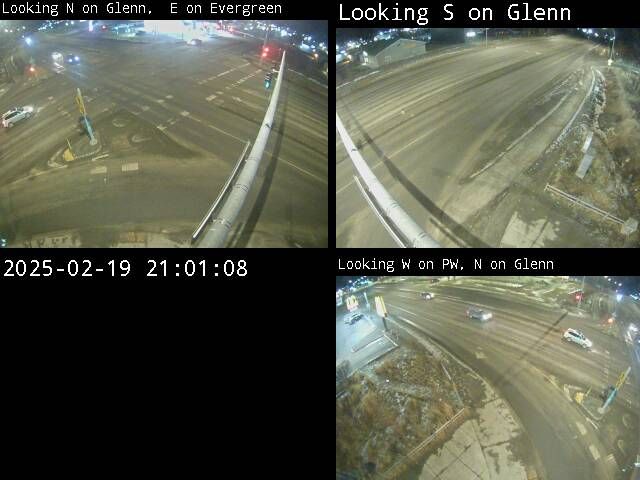 Looking N on Glenn,  E on Evergreen
Looking S on Glenn
2025-02-19 21:01:08
Looking W on PW, N on Glenn